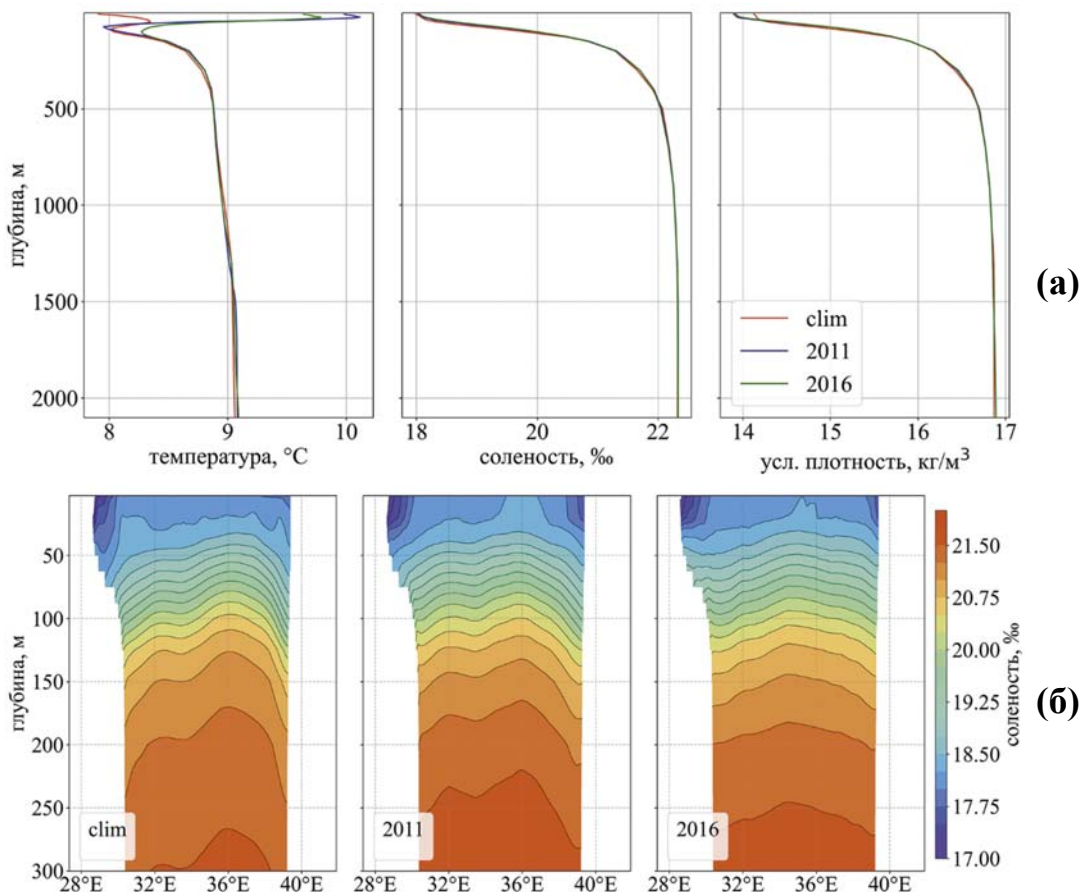 глубина, м
500
1000
1500
2000
8 9 10
температура, °C
18 20 22
соленость, ‰
14 15 16 17
усл. плотность, кг/м³
clim
2011
2016
(а)
глубина, м
50
100
150
200
250
300
clim
28°E 32°E 36°E 40°E
2011
28°E 32°E 36°E 40°E
2016
28°E 32°E 36°E 40°E
21.50
20.75
20.00
19.25
18.50
17.75
17.00
соленость, ‰
(б)